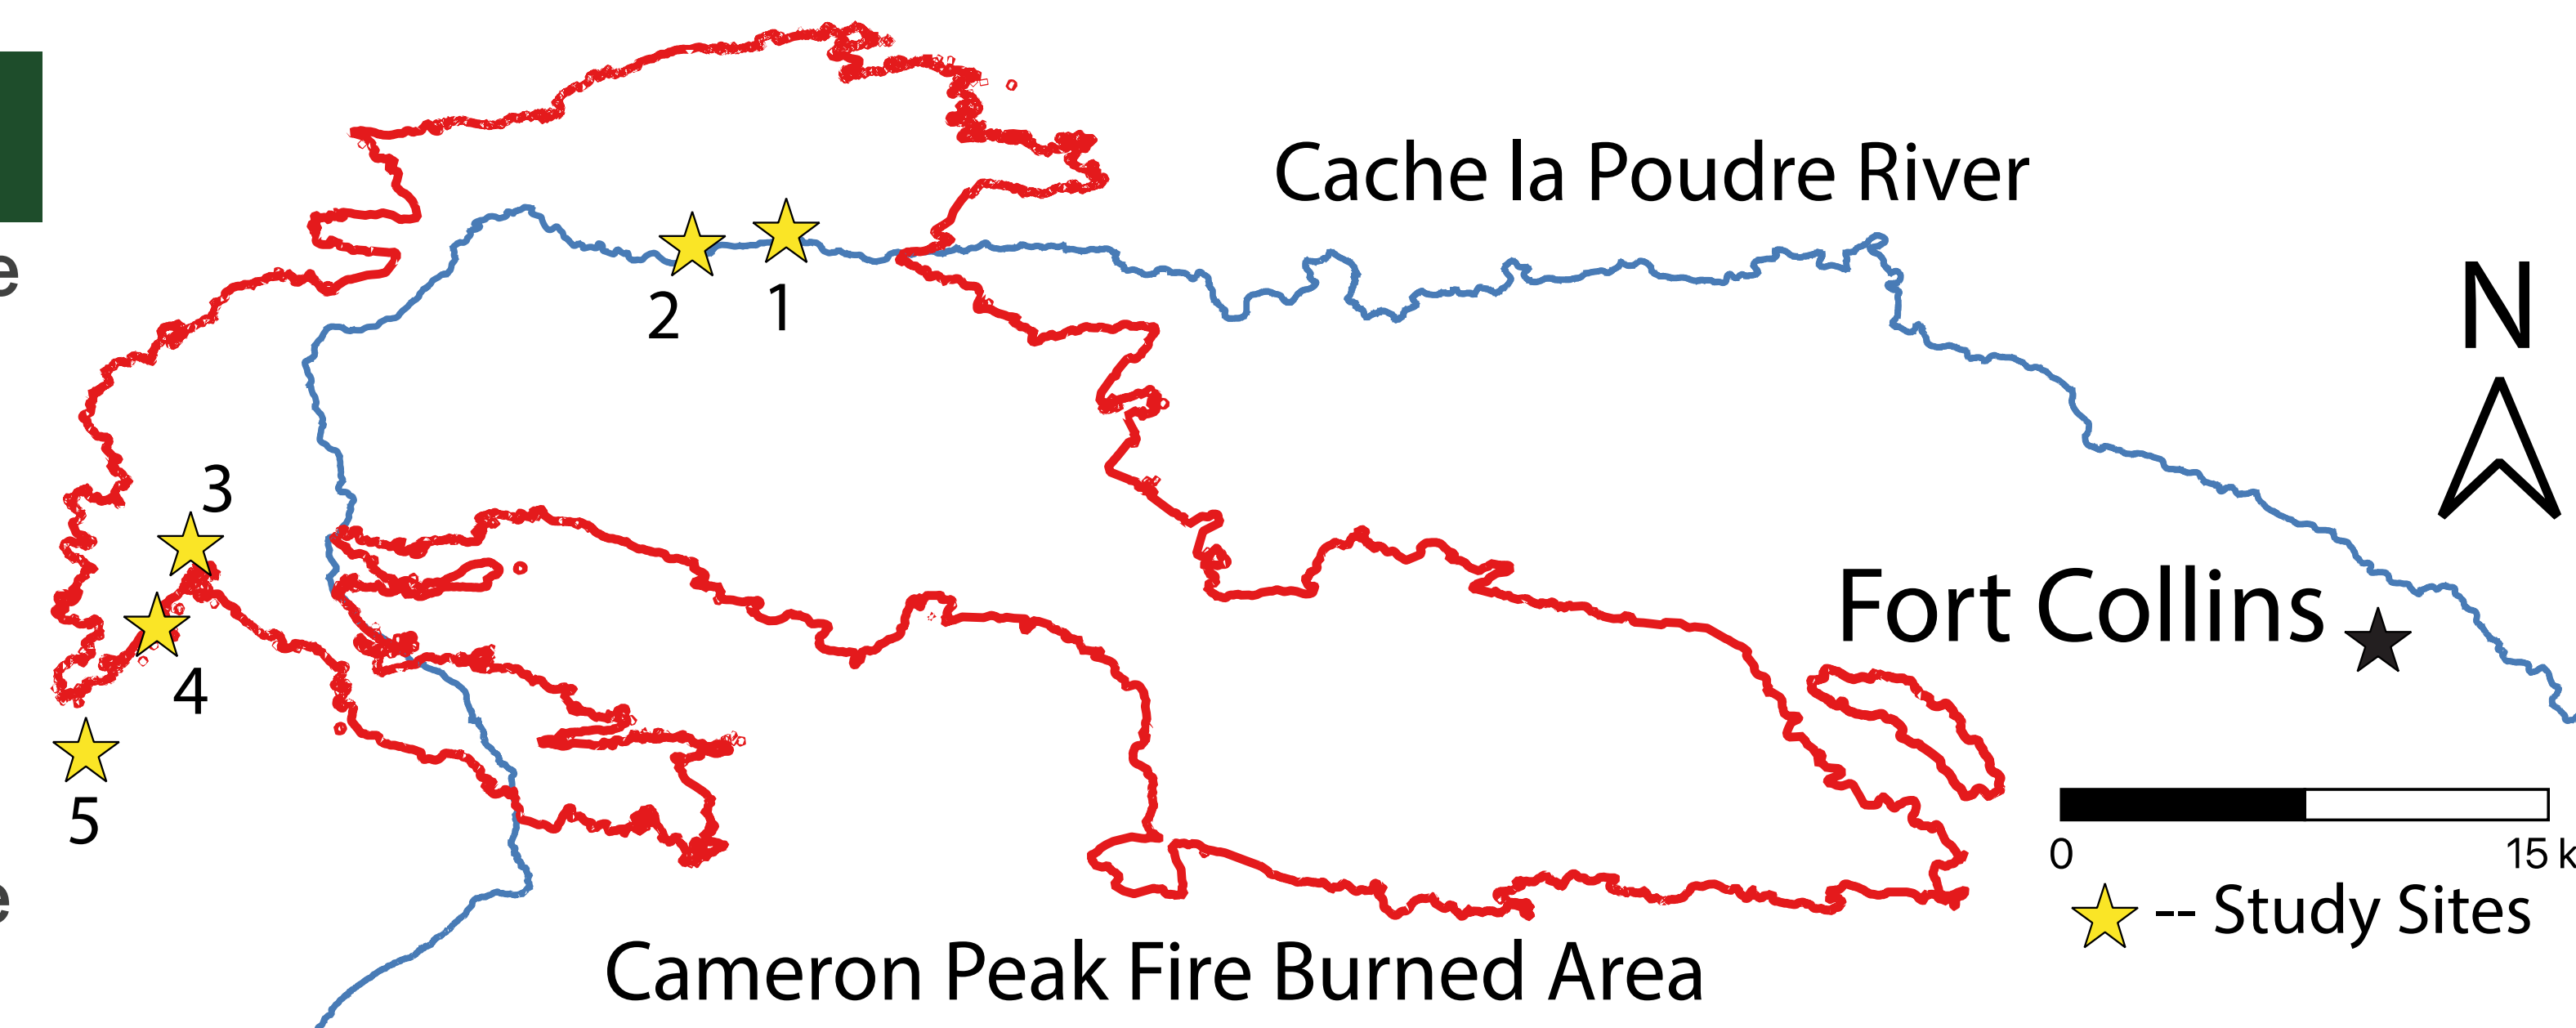 e
Cache la Poudre River
N
2
1
3
Fort Collins
4
5
0
15 k
e
-- Study Sites
Cameron Peak Fire Burned Area